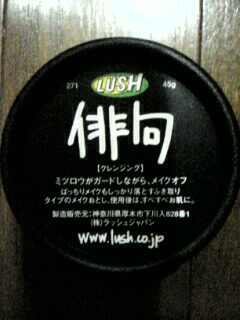 271 LUSH 45g
俳句
【クレンジング】
ミツロウがガードしながら、メイクオフ
ばっちりメイクもしっかり落とすふき取り
タイプのメイクおとし。使用後は、すべすべお肌に。
製造販売元:神奈川県厚木市下川入628番1
(株)ラッシュジャパン
www.lush.co.jp